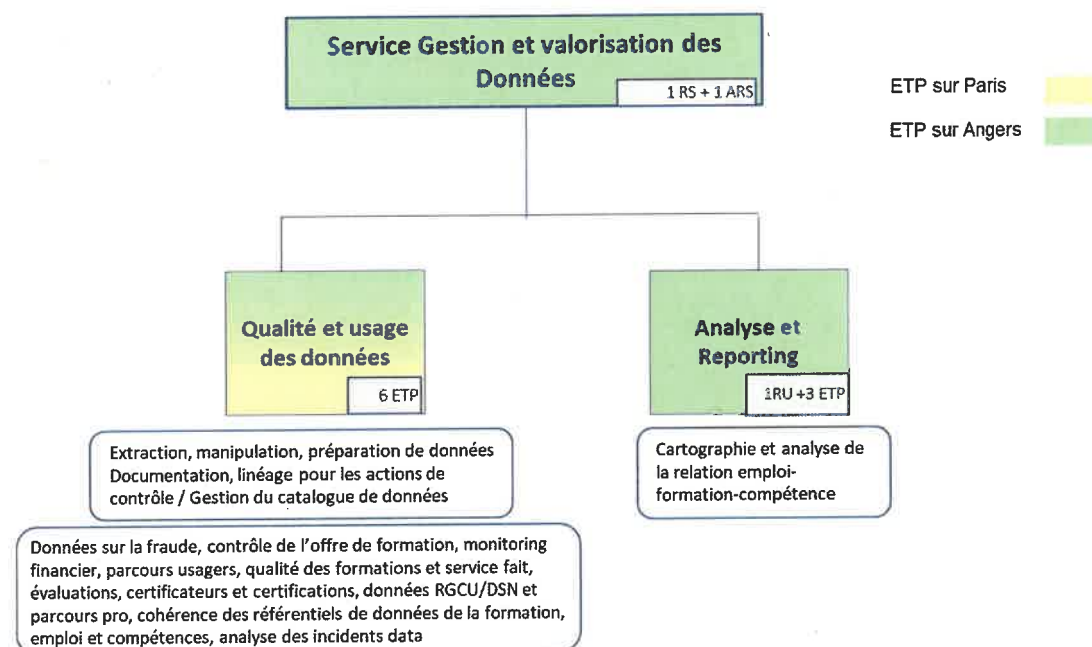 Service Gestion et valorisation des
Données
1 RS + 1 ARS
ETP sur Paris
ETP sur Angers
Qualité et usage
des données
6 ETP
Analyse et
Reporting
1RU +3 ETP
Extraction, manipulation, préparation de données
Documentation, linéage pour les actions de
contrôle / Gestion du catalogue de données
Cartographie et analyse de
la relation emploi-
formation-compétence
Données sur la fraude, contrôle de l'offre de formation, monitoring
financier, parcours usagers, qualité des formations et service fait,
évaluations, certificateurs et certifications, données RGCU/DSN et
parcours pro, cohérence des référentiels de données de la formation,
emploi et compétences, analyse des incidents data